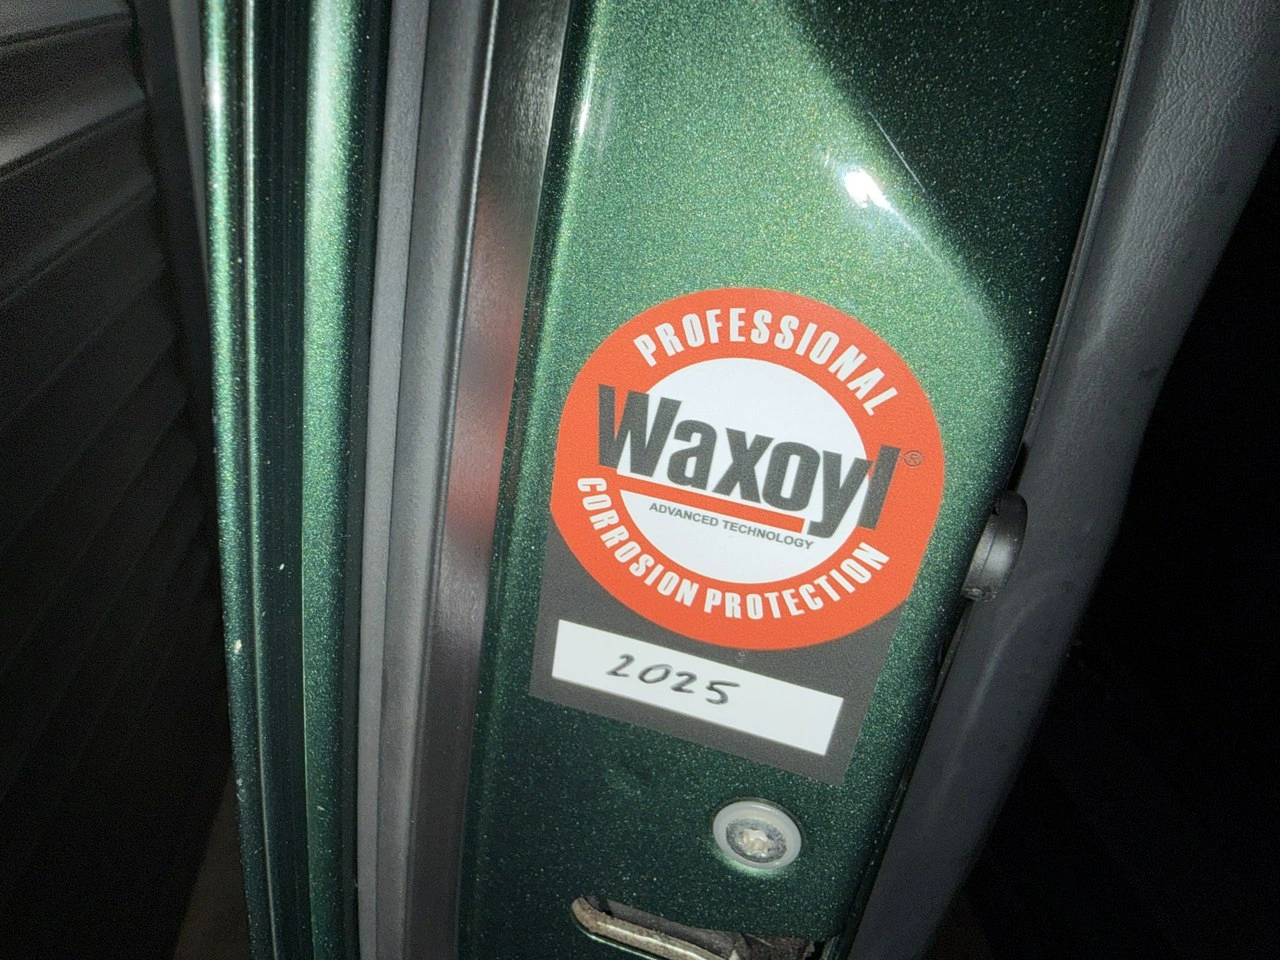 PROFESSIONAL
Waxoyl®
ADVANCED TECHNOLOGY
CORROSION PROTECTION
2025